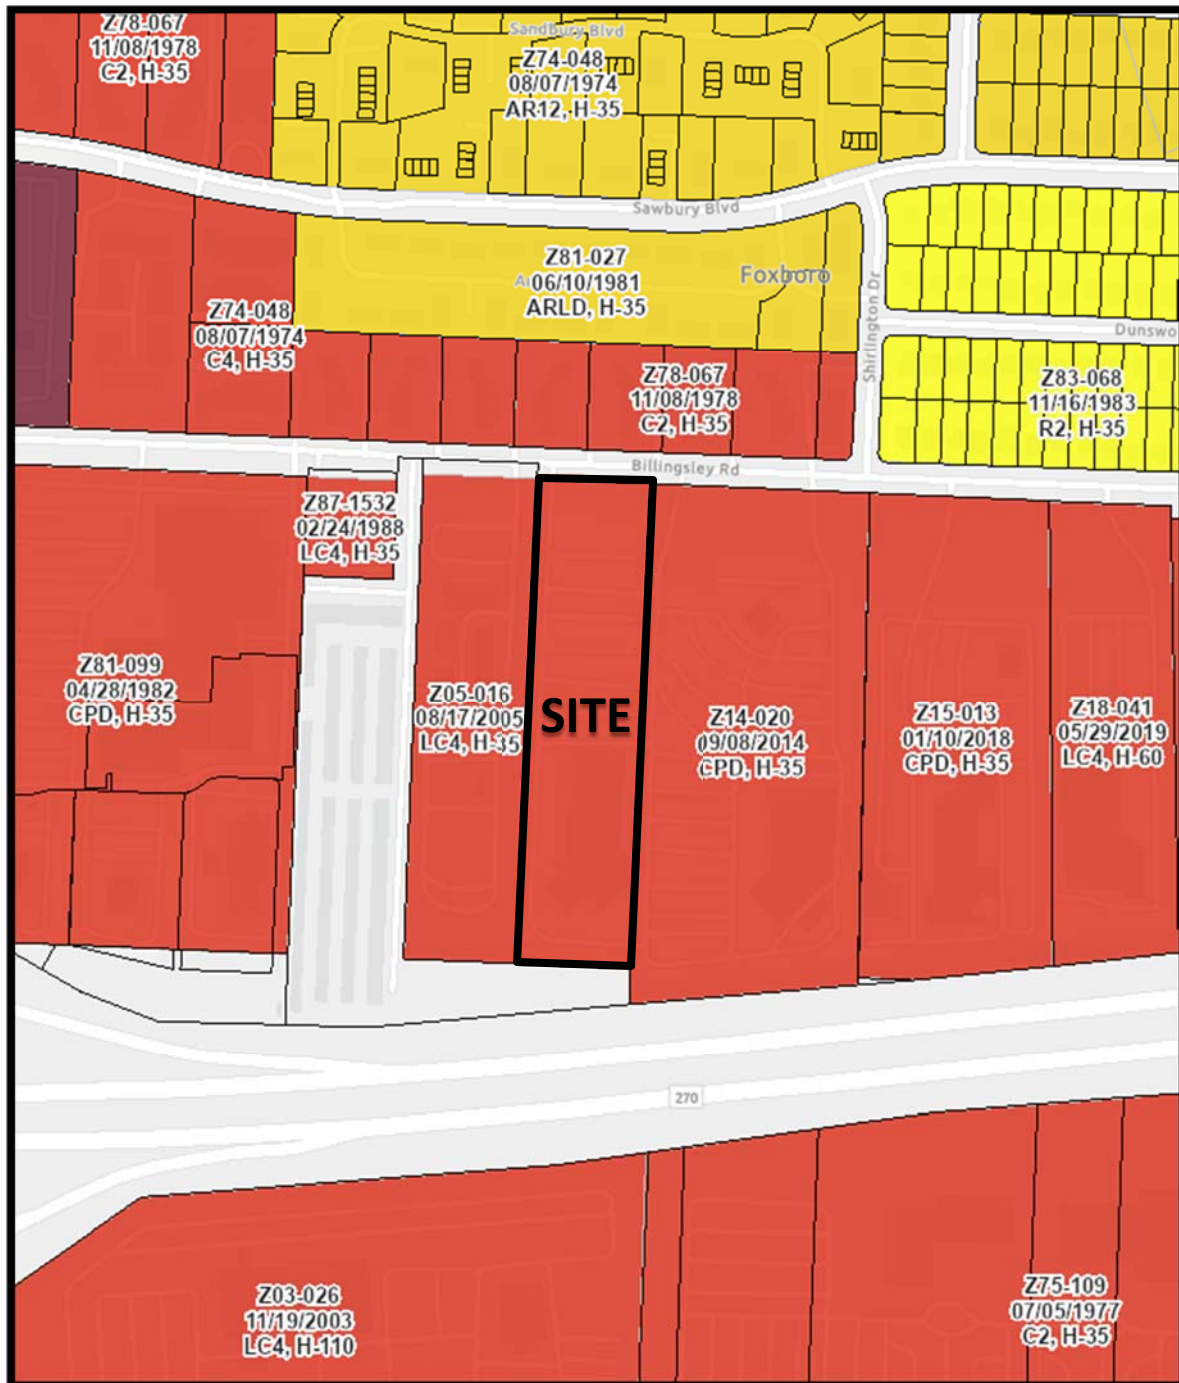 Z78-067
11/08/1978
C2, H-35
Sandbury Blvd
Z74-048
08/07/1974
AR12, H-35
Sawbury Blvd
Z81-027
06/10/1981
ARLD, H-35
Foxboro
Shirlington Dr
Dunswo
Z74-048
08/07/1974
C4, H-35
Z78-067
11/08/1978
C2, H-35
Z83-068
11/16/1983
R2, H-35
Billingsley Rd
Z87-1532
02/24/1988
LC4, H-35
Z81-099
04/28/1982
CPD, H-35
Z05-016
08/17/2005
LC4, H-35
SITE
Z14-020
09/08/2014
CPD, H-35
Z15-013
01/10/2018
CPD, H-35
Z18-041
05/29/2019
LC4, H-60
270
Z03-026
11/19/2003
LC4, H-110
Z75-109
07/05/1977
C2, H-35